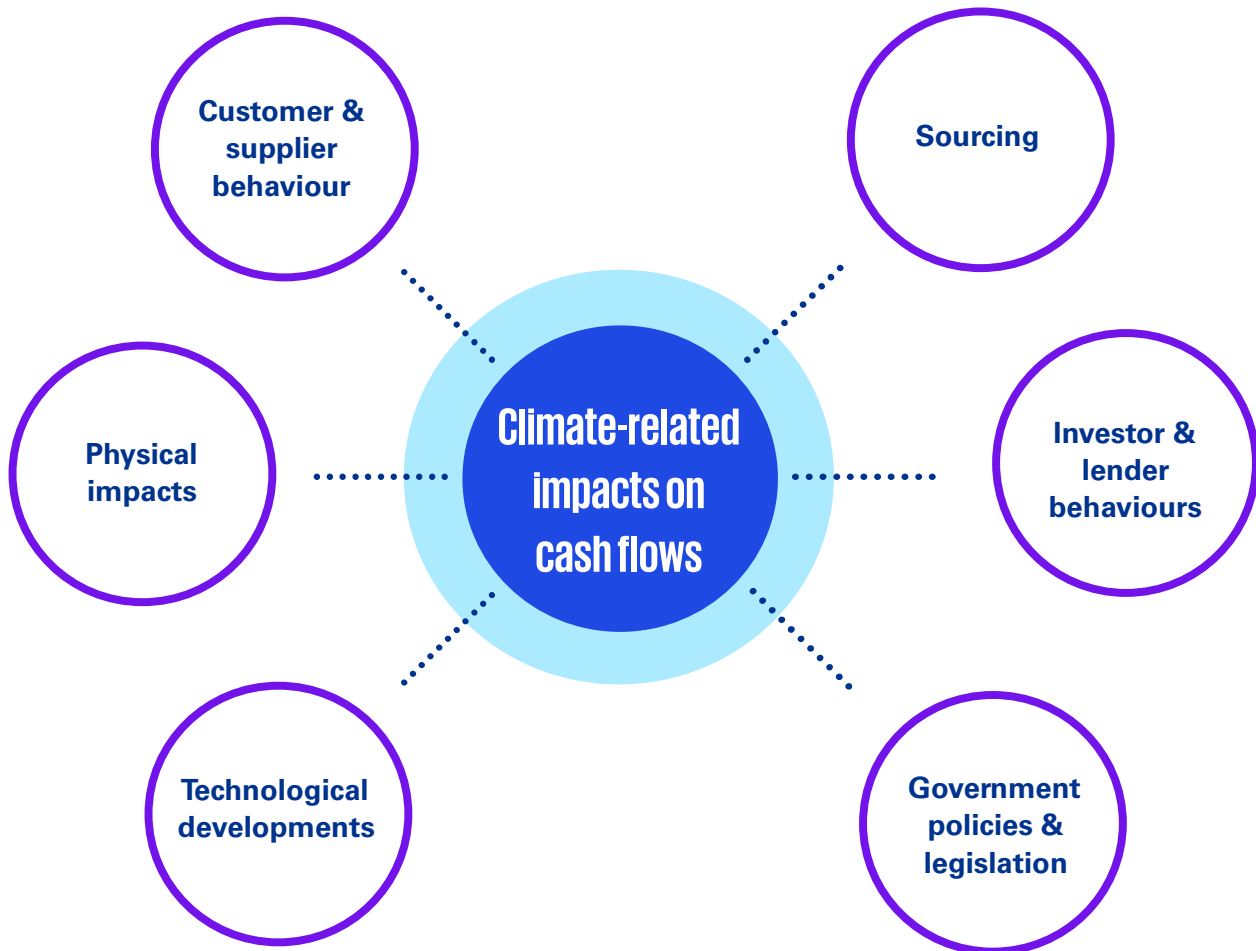 Customer &
supplier
behaviour
Sourcing
Physical
impacts
Climate-related
impacts on
cash flows
Investor &
lender
behaviours
Technological
developments
Government
policies &
legislation